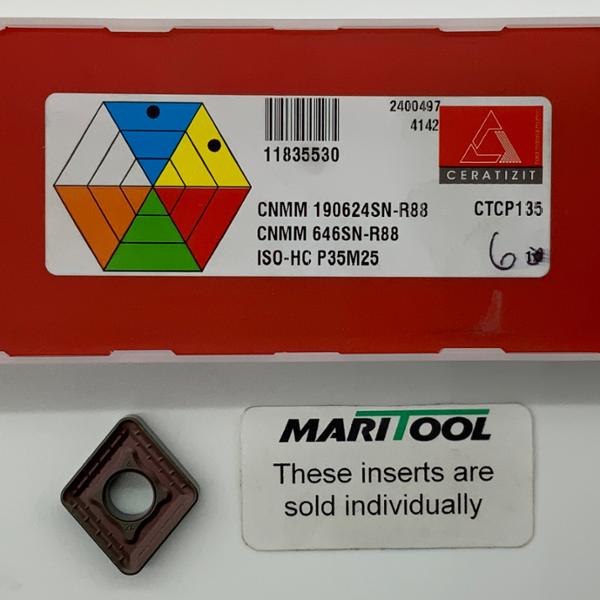 2400497
4142
11835530
CERATIZIT
CNMM 190624SN-R88 CTCP135
CNMM 646SN-R88
ISO-HC P35M25
6
MARITOOL
These inserts are
sold individually